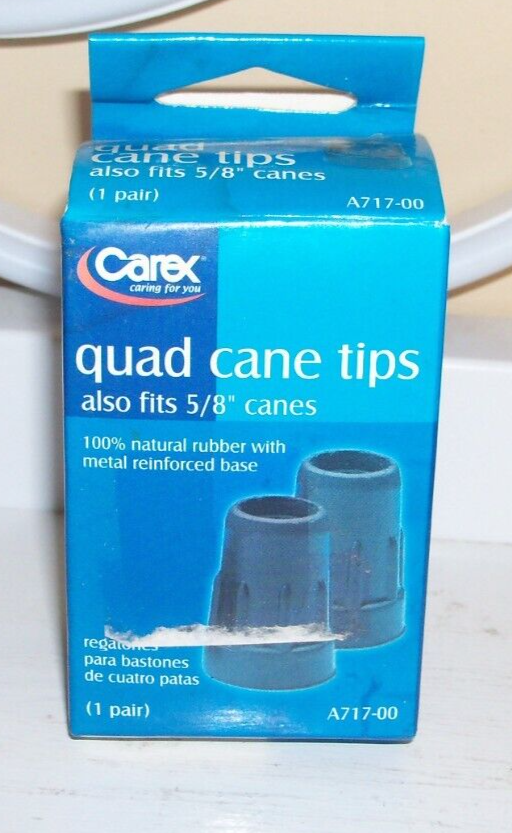 quad
cane tips
also fits 5/8" canes
(1 pair)
A717-00
Carex®
caring for you
quad cane tips
also fits 5/8" canes
100% natural rubber with
metal reinforced base
regatones
para bastones
de cuatro patas
(1 pair)
A717-00